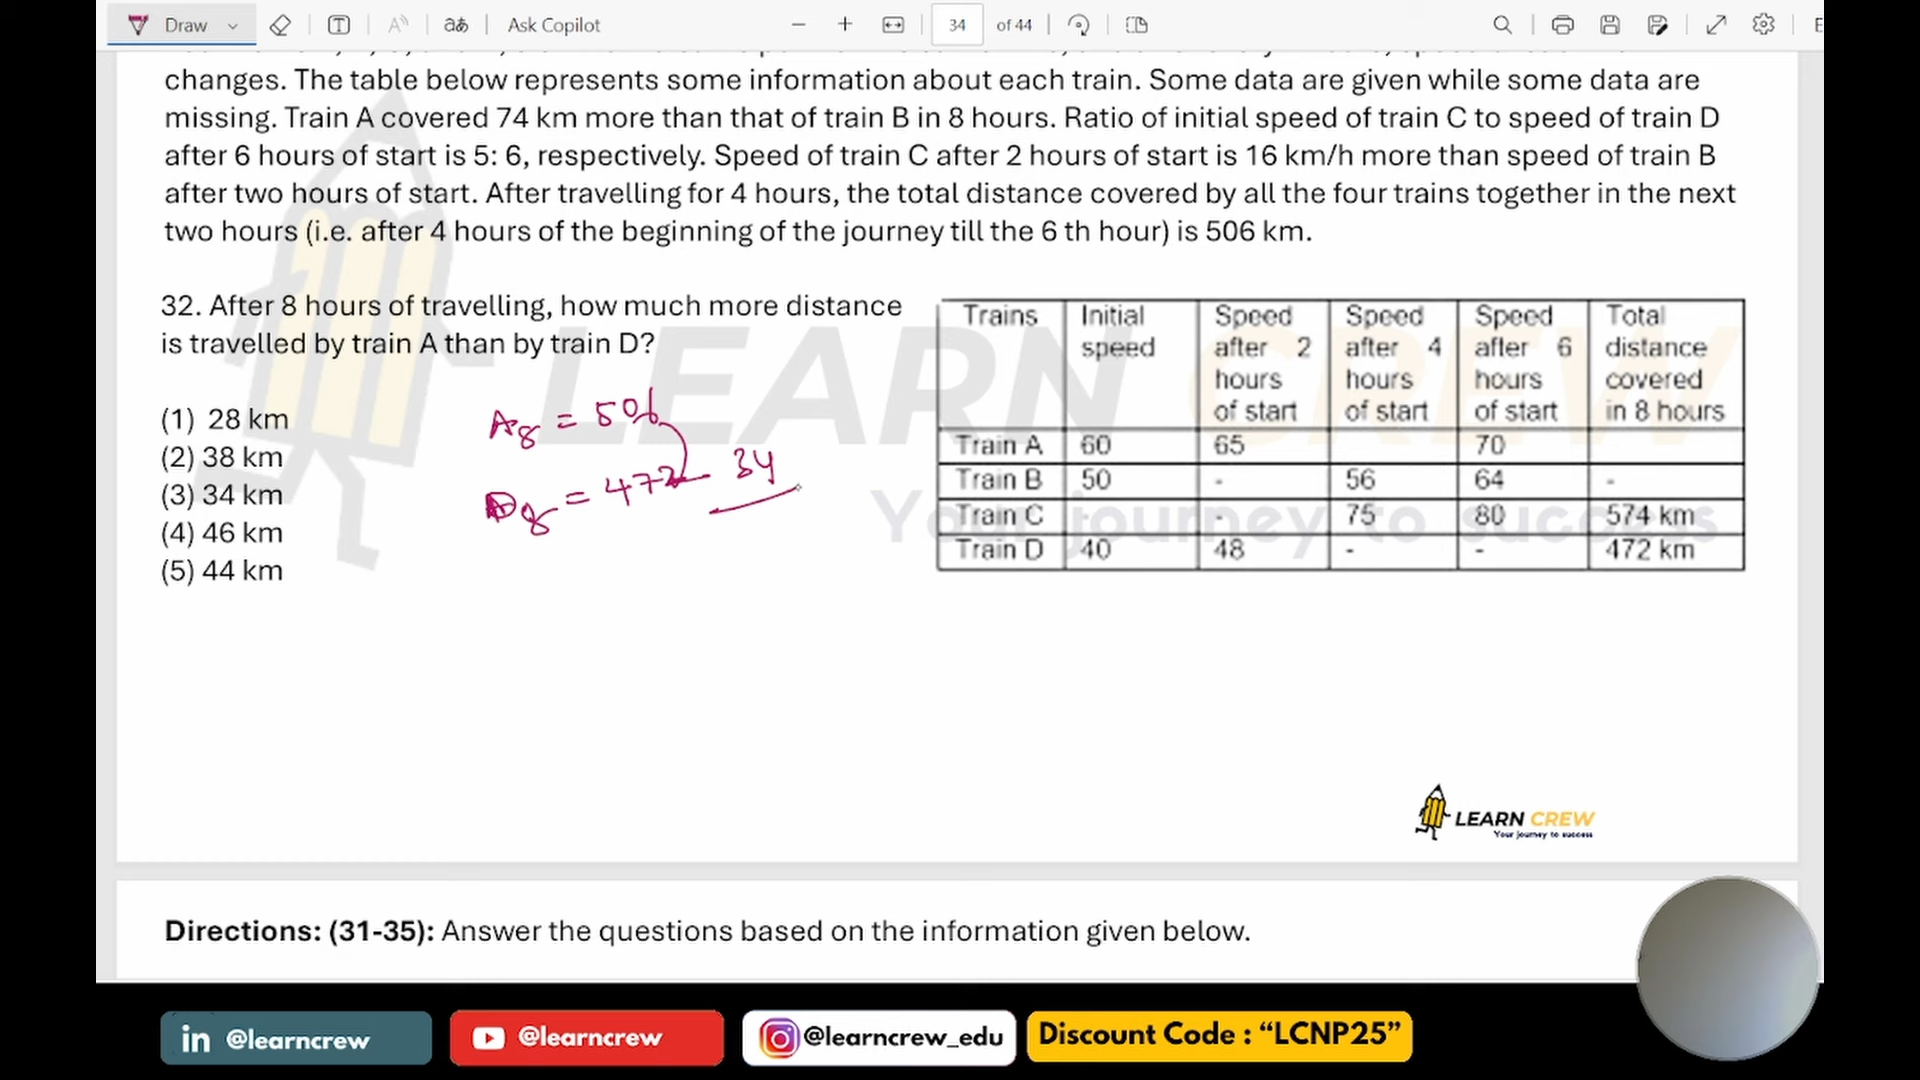 Draw
Ask Copilot
34 of 44
changes. The table below represents some information about each train. Some data are given while some data are
missing. Train A covered 74 km more than that of train B in 8 hours. Ratio of initial speed of train C to speed of train D
after 6 hours of start is 5: 6, respectively. Speed of train C after 2 hours of start is 16 km/h more than speed of train B
after two hours of start. After travelling for 4 hours, the total distance covered by all the four trains together in the next
two hours (i.e. after 4 hours of the beginning of the journey till the 6 th hour) is 506 km.
32. After 8 hours of travelling, how much more distance
is travelled by train A than by train D?
(1) 28 km
(2) 38 km
(3) 34 km
(4) 46 km
(5) 44 km
A8 = 506
D8 = 472
34
Trains Initial speed Speed after 2 hours of start Speed after 4 hours of start Speed after 6 hours of start Total distance covered in 8 hours
Train A 60 65 70
Train B 50 - 56 64 -
Train C - - 75 80 574 km
Train D 40 48 - - 472 km
LEARN CREW
Your journey to success
LEARN CREW
Your journey to success
Directions: (31-35): Answer the questions based on the information given below.
in @learncrew
@learncrew
@learncrew_edu
Discount Code : “LCNP25”